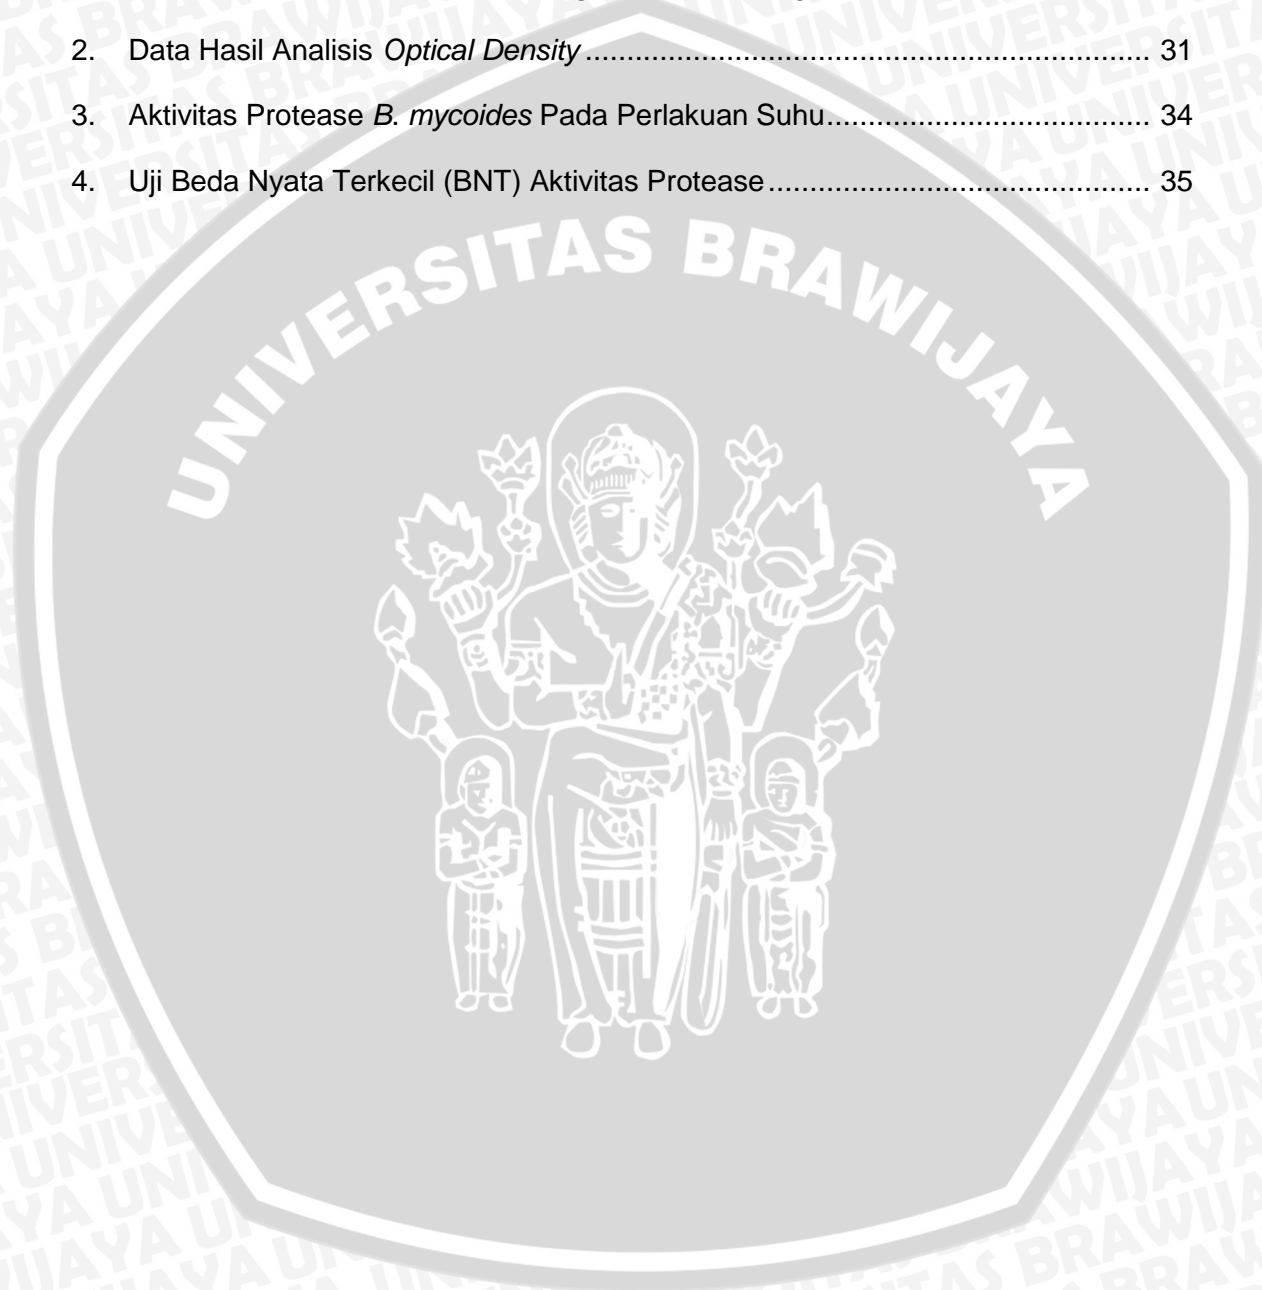 2. Data Hasil Analisis Optical Density ........................................................ 31
3. Aktivitas Protease B. mycoides Pada Perlakuan Suhu................................. 34
4. Uji Beda Nyata Terkecil (BNT) Aktivitas Protease....................................... 35
UNIVERSITAS BRAWIJAYA